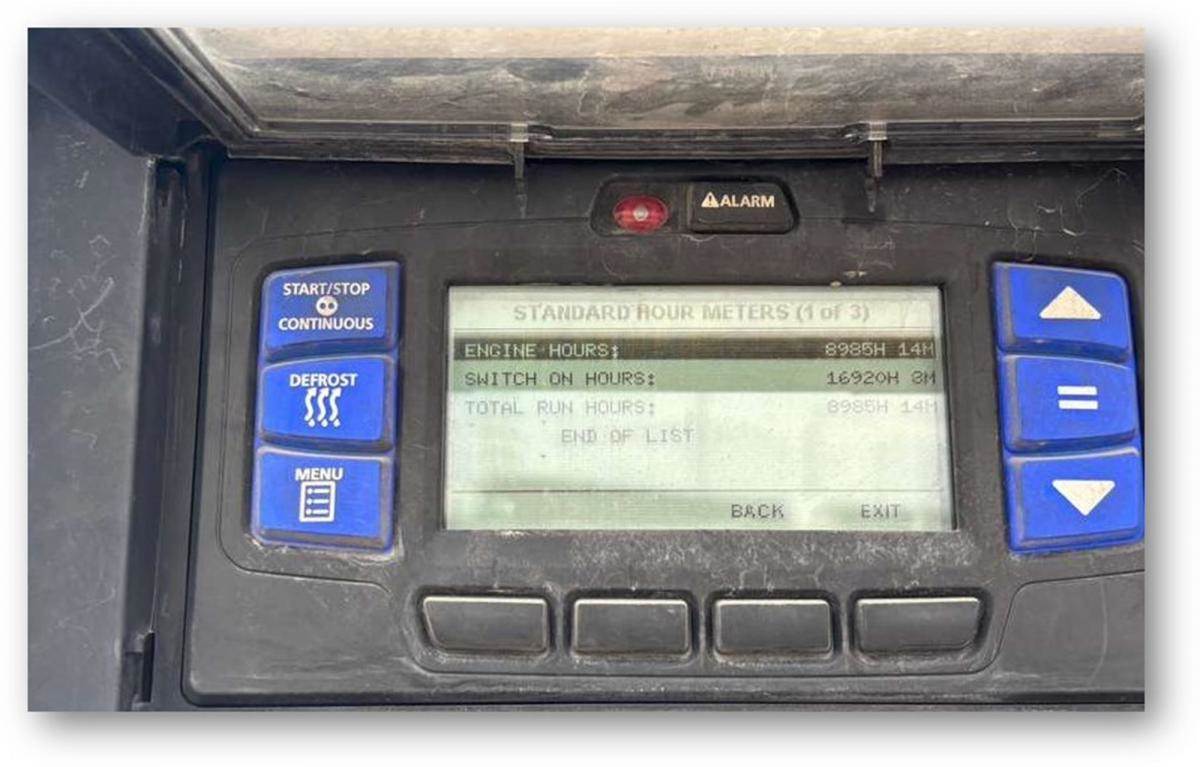 ALARM
START/STOP
CONTINUOUS
DEFROST
MENU
STANDARD HOUR METERS (1 of 3)
ENGINE HOURS: 8985H 14M
SWITCH ON HOURS: 16920H 8M
TOTAL RUN HOURS: 8985H 14M
END OF LIST
BACK EXIT